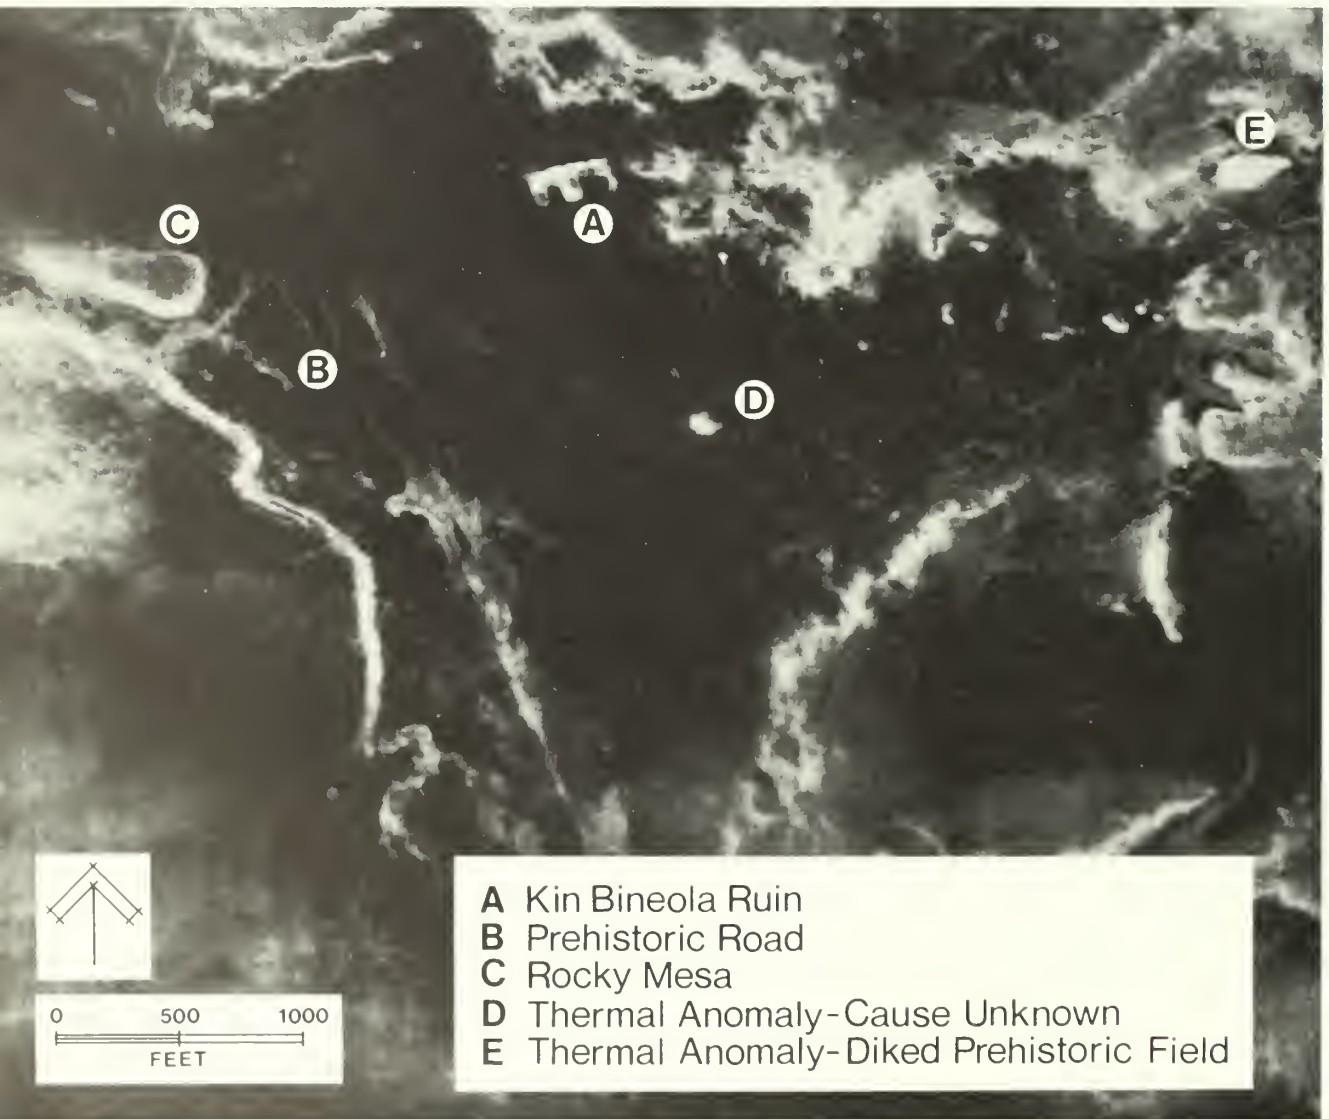 E
C
A
B
D
A Kin Bineola Ruin
B Prehistoric Road
C Rocky Mesa
D Thermal Anomaly-Cause Unknown
E Thermal Anomaly-Diked Prehistoric Field
0 500 1000
FEET